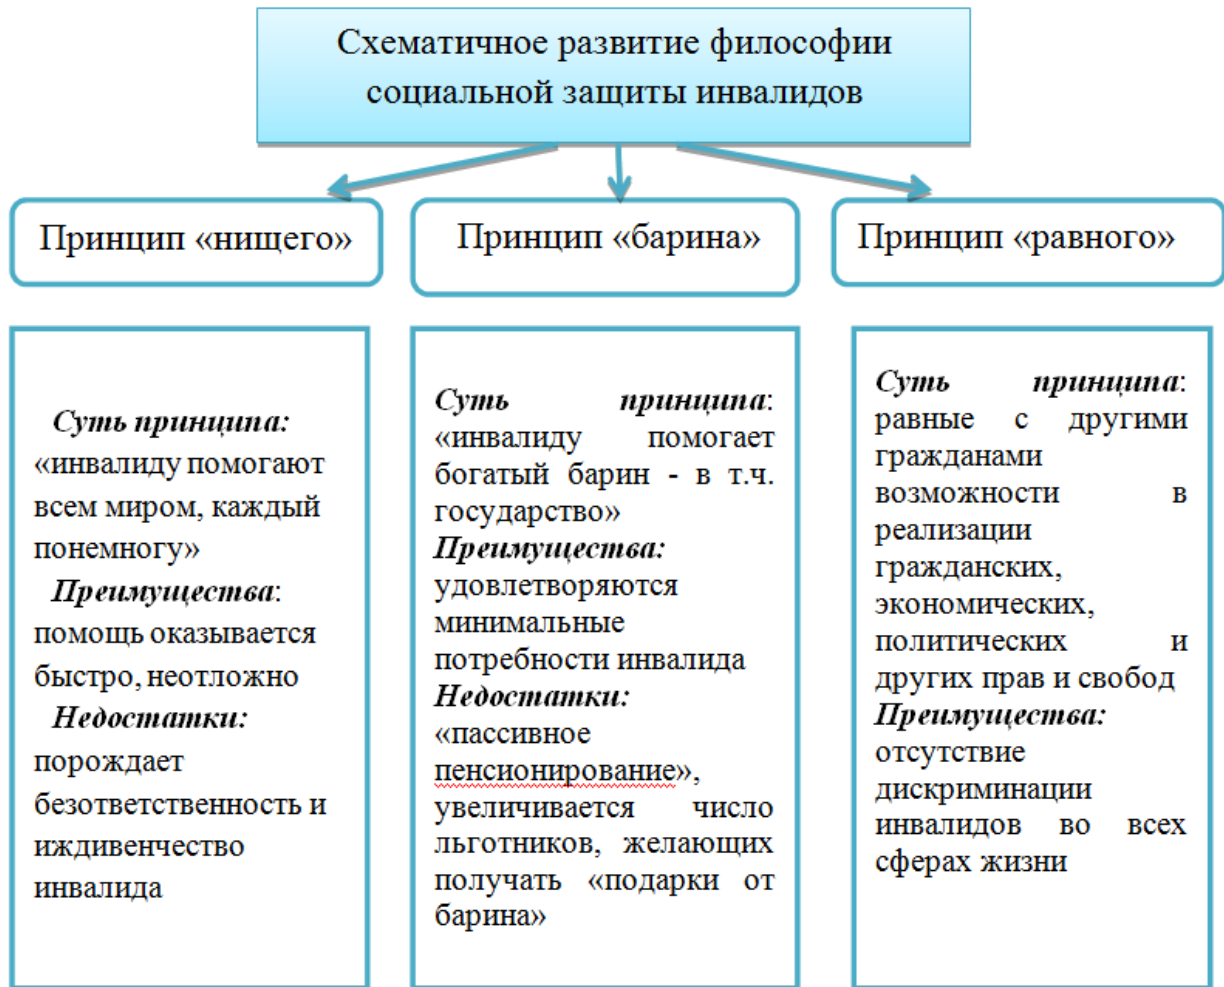 Схематичное развитие философии
социальной защиты инвалидов
Принцип «нищего»
Принцип «барина»
Принцип «равного»
Суть принципа:
«инвалиду помогают
всем миром, каждый
понемногу»
Преимущества:
помощь оказывается
быстро, неотложно
Недостатки:
порождает
безответственность и
иждивенчество
инвалида
Суть принципа:
«инвалиду помогает
богатый барин - в т.ч.
государство»
Преимущества:
удовлетворяются
минимальные
потребности инвалида
Недостатки:
«пассивное
пенсионирование»,
увеличивается число
льготников, желающих
получать «подарки от
барина»
Суть принципа:
равные с другими
гражданами
возможности в
реализации
гражданских,
экономических,
политических и
других прав и свобод
Преимущества:
отсутствие
дискриминации
инвалидов во всех
сферах жизни